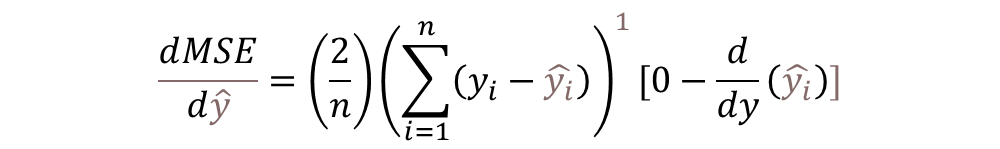 dMSE/dŷ = (2/n) (∑_{i=1}^{n} (y_i − ŷ_i))^1 [0 − d/dy (ŷ_i)]